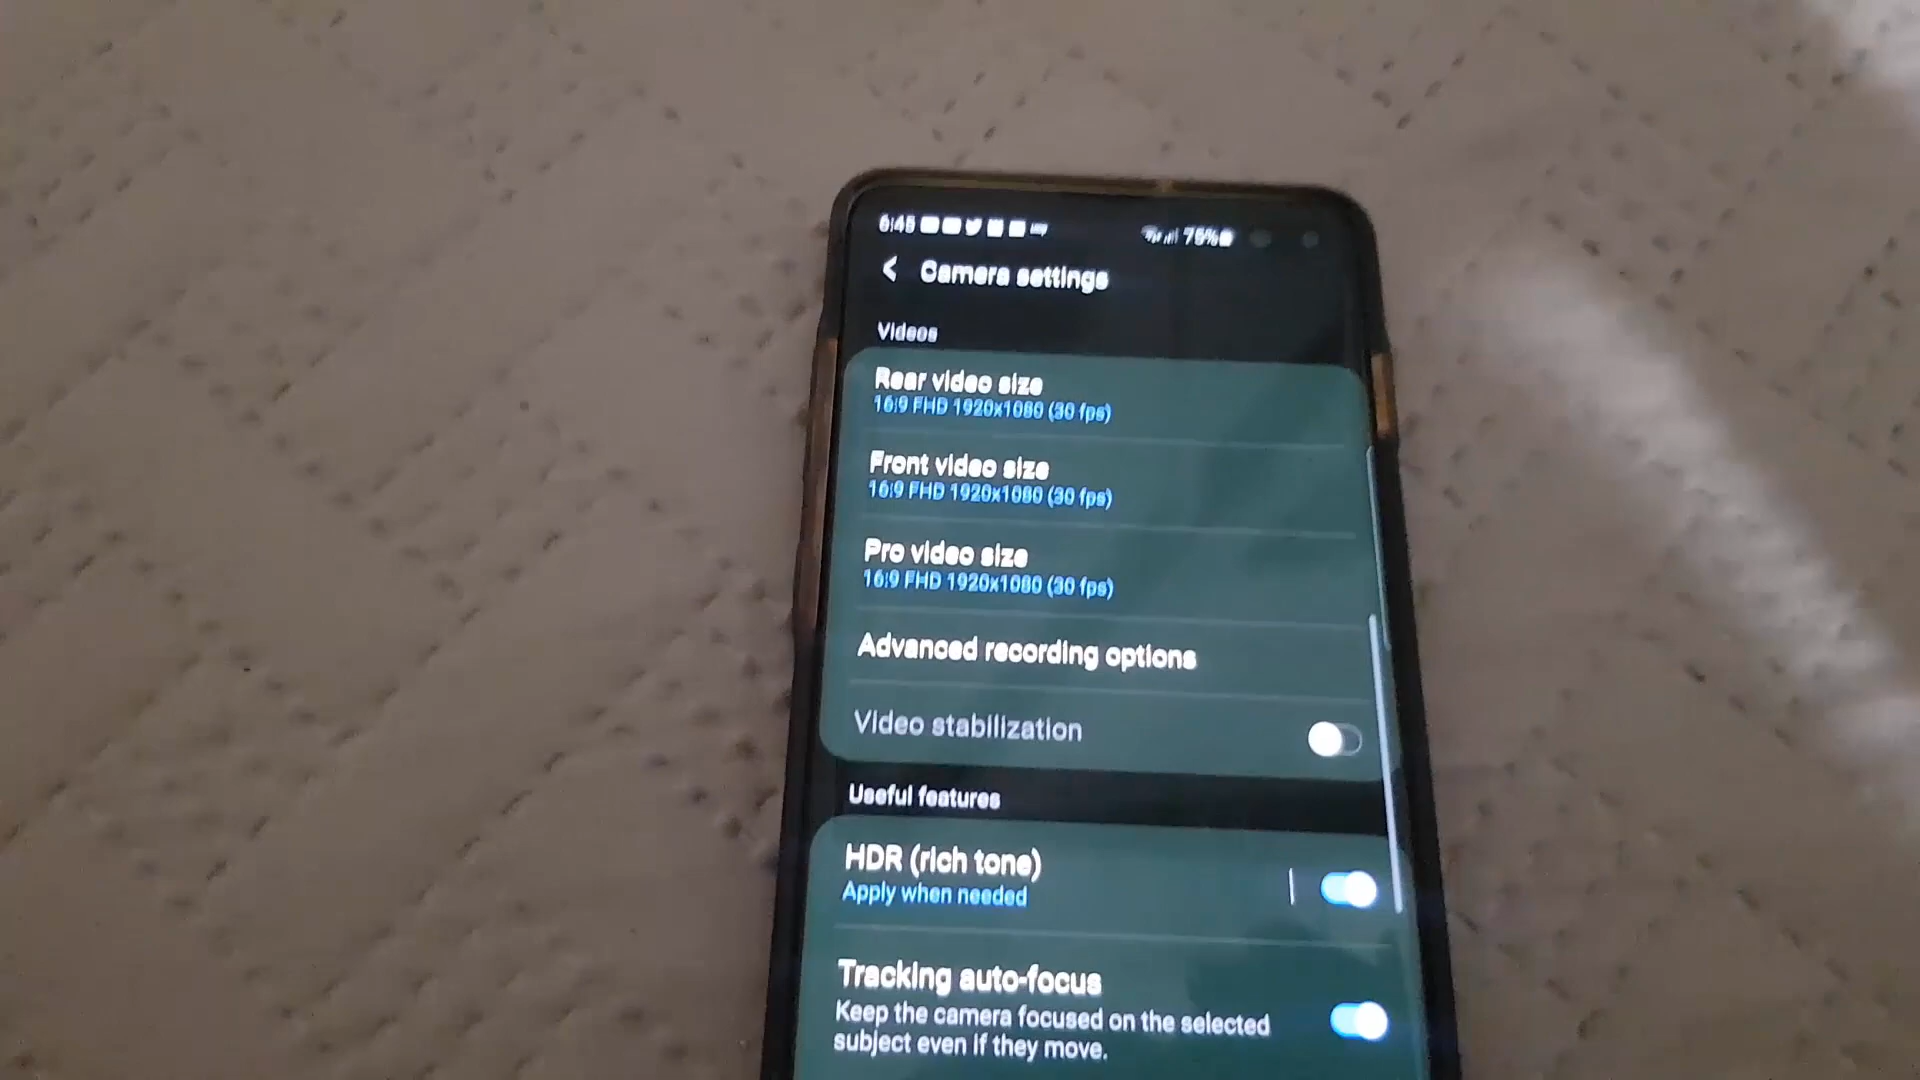 6:45 75%
Camera settings
Videos
Rear video size
16:9 FHD 1920x1080 (30 fps)
Front video size
16:9 FHD 1920x1080 (30 fps)
Pro video size
16:9 FHD 1920x1080 (30 fps)
Advanced recording options
Video stabilization
Useful features
HDR (rich tone)
Apply when needed
Tracking auto-focus
Keep the camera focused on the selected
subject even if they move.